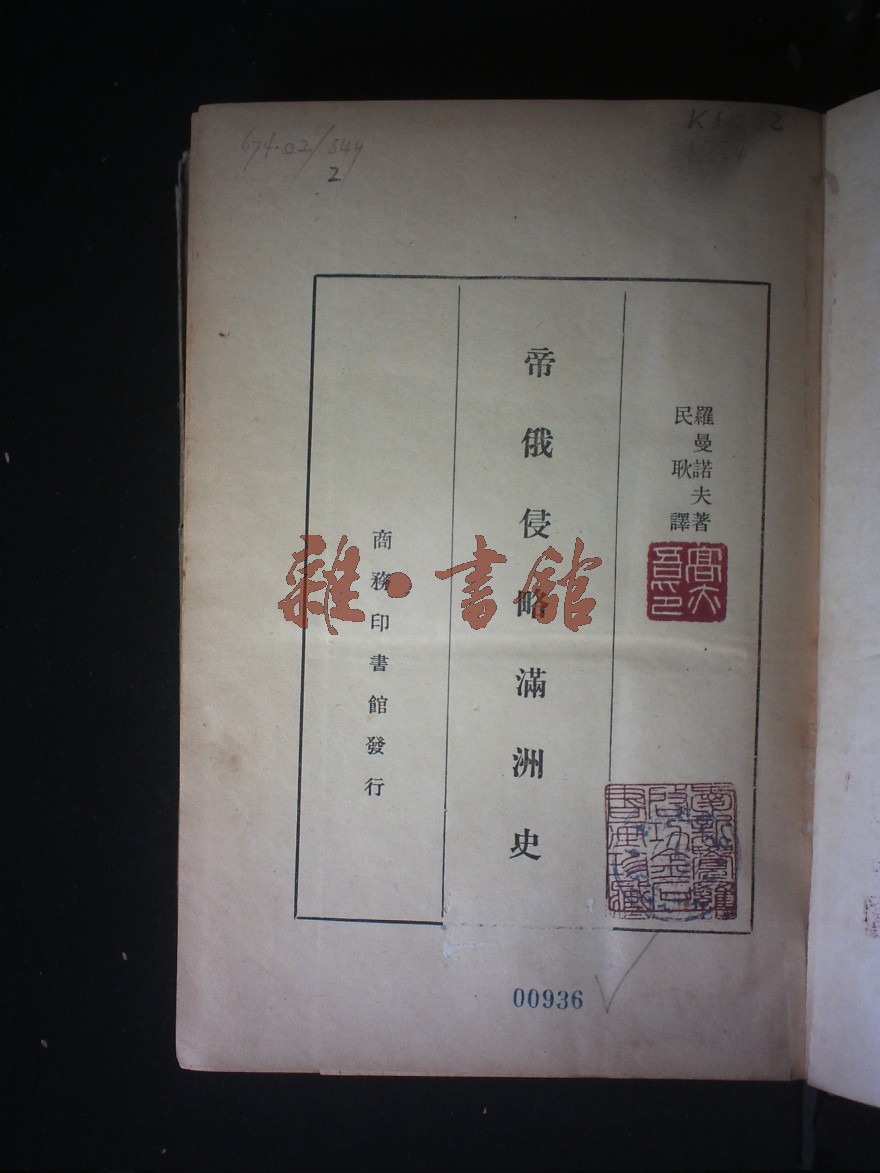 674.02/544
2
羅曼諾夫著
民耿譯
帝俄侵略滿洲史
商務印書館發行
雜·書館
00936